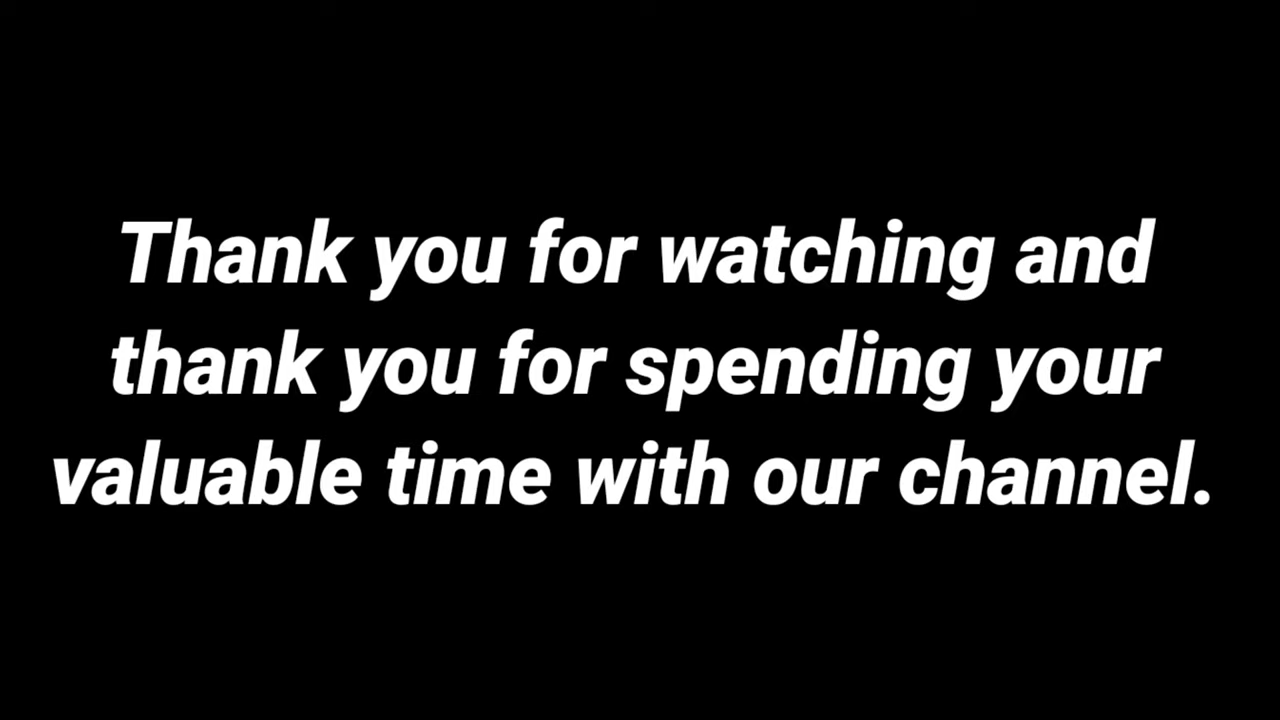 Thank you for watching and
thank you for spending your
valuable time with our channel.